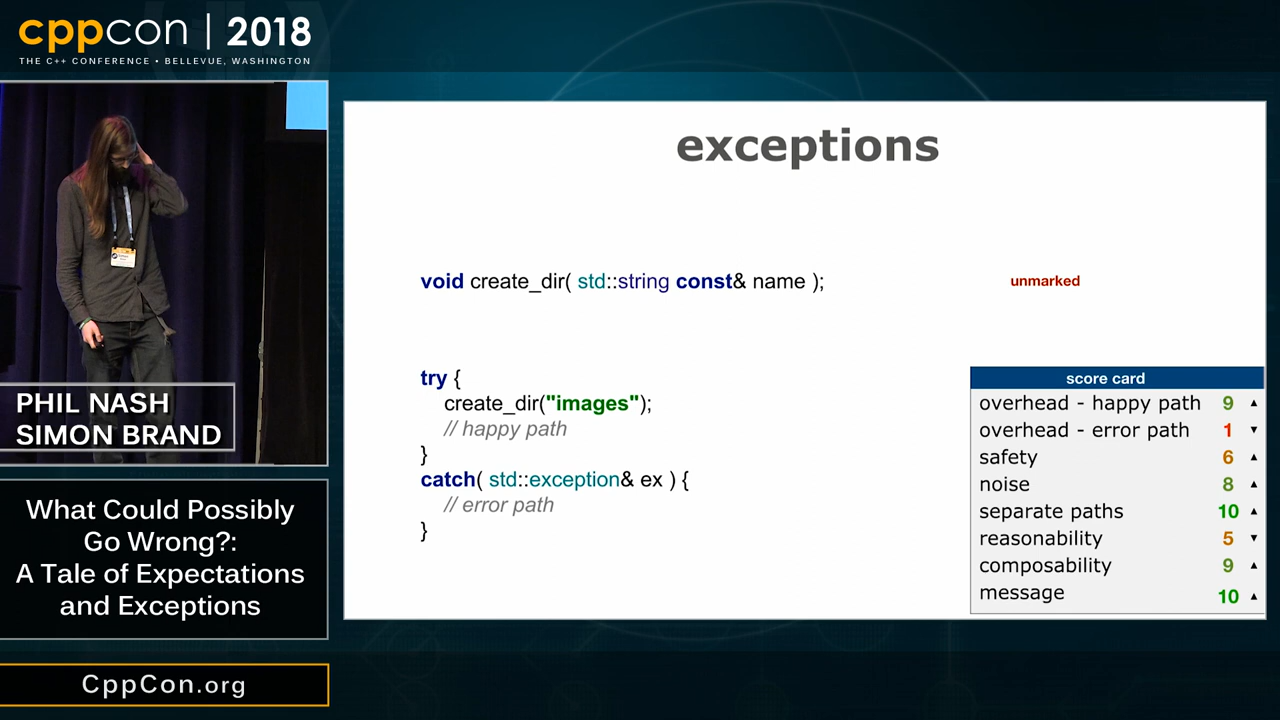 cppcon | 2018
THE C++ CONFERENCE • BELLEVUE, WASHINGTON
PHIL NASH
SIMON BRAND
What Could Possibly
Go Wrong?:
A Tale of Expectations
and Exceptions
CppCon.org
exceptions
void create_dir( std::string const& name );
unmarked
try {
create_dir("images");
// happy path
}
catch( std::exception& ex ) {
// error path
}
score card
overhead - happy path 9 ▲
overhead - error path 1 ▼
safety 6 ▲
noise 8 ▲
separate paths 10 ▲
reasonability 5 ▼
composability 9 ▲
message 10 ▲